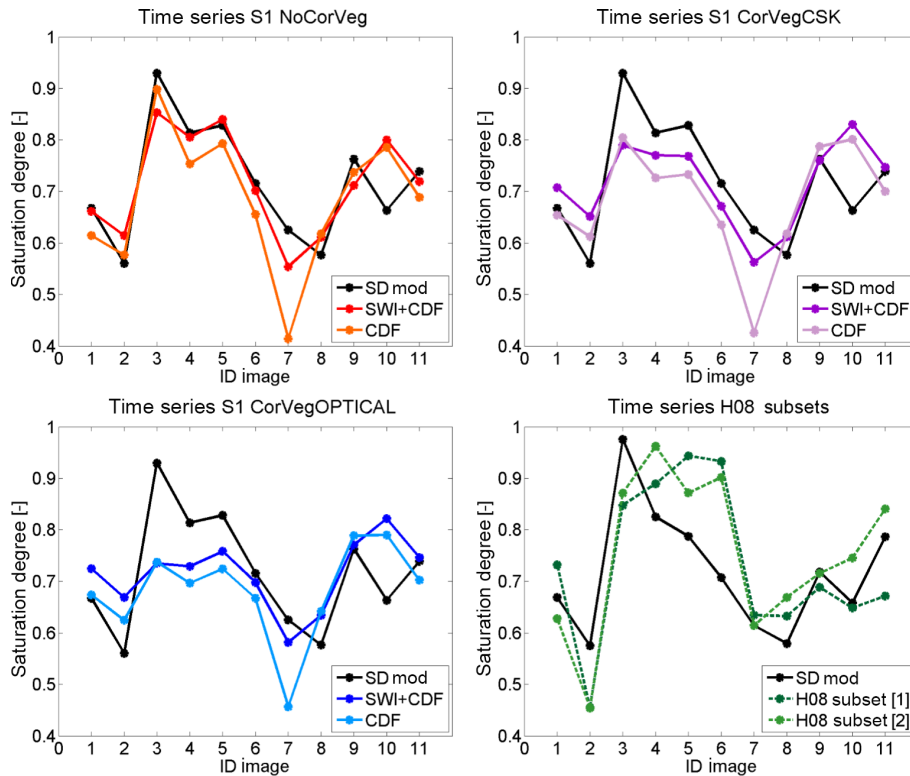 Time series S1 NoCorVeg
Saturation degree [-]
1
0.9
0.8
0.7
0.6
0.5
0.4
0 1 2 3 4 5 6 7 8 9 10 11
ID image
SD mod
SWI+CDF
CDF
Time series S1 CorVegCSK
Saturation degree [-]
1
0.9
0.8
0.7
0.6
0.5
0.4
0 1 2 3 4 5 6 7 8 9 10 11
ID image
SD mod
SWI+CDF
CDF
Time series S1 CorVegOPTICAL
Saturation degree [-]
1
0.9
0.8
0.7
0.6
0.5
0.4
0 1 2 3 4 5 6 7 8 9 10 11
ID image
SD mod
SWI+CDF
CDF
Time series H08 subsets
Saturation degree [-]
1
0.9
0.8
0.7
0.6
0.5
0.4
0 1 2 3 4 5 6 7 8 9 10 11
ID image
SD mod
H08 subset [1]
H08 subset [2]